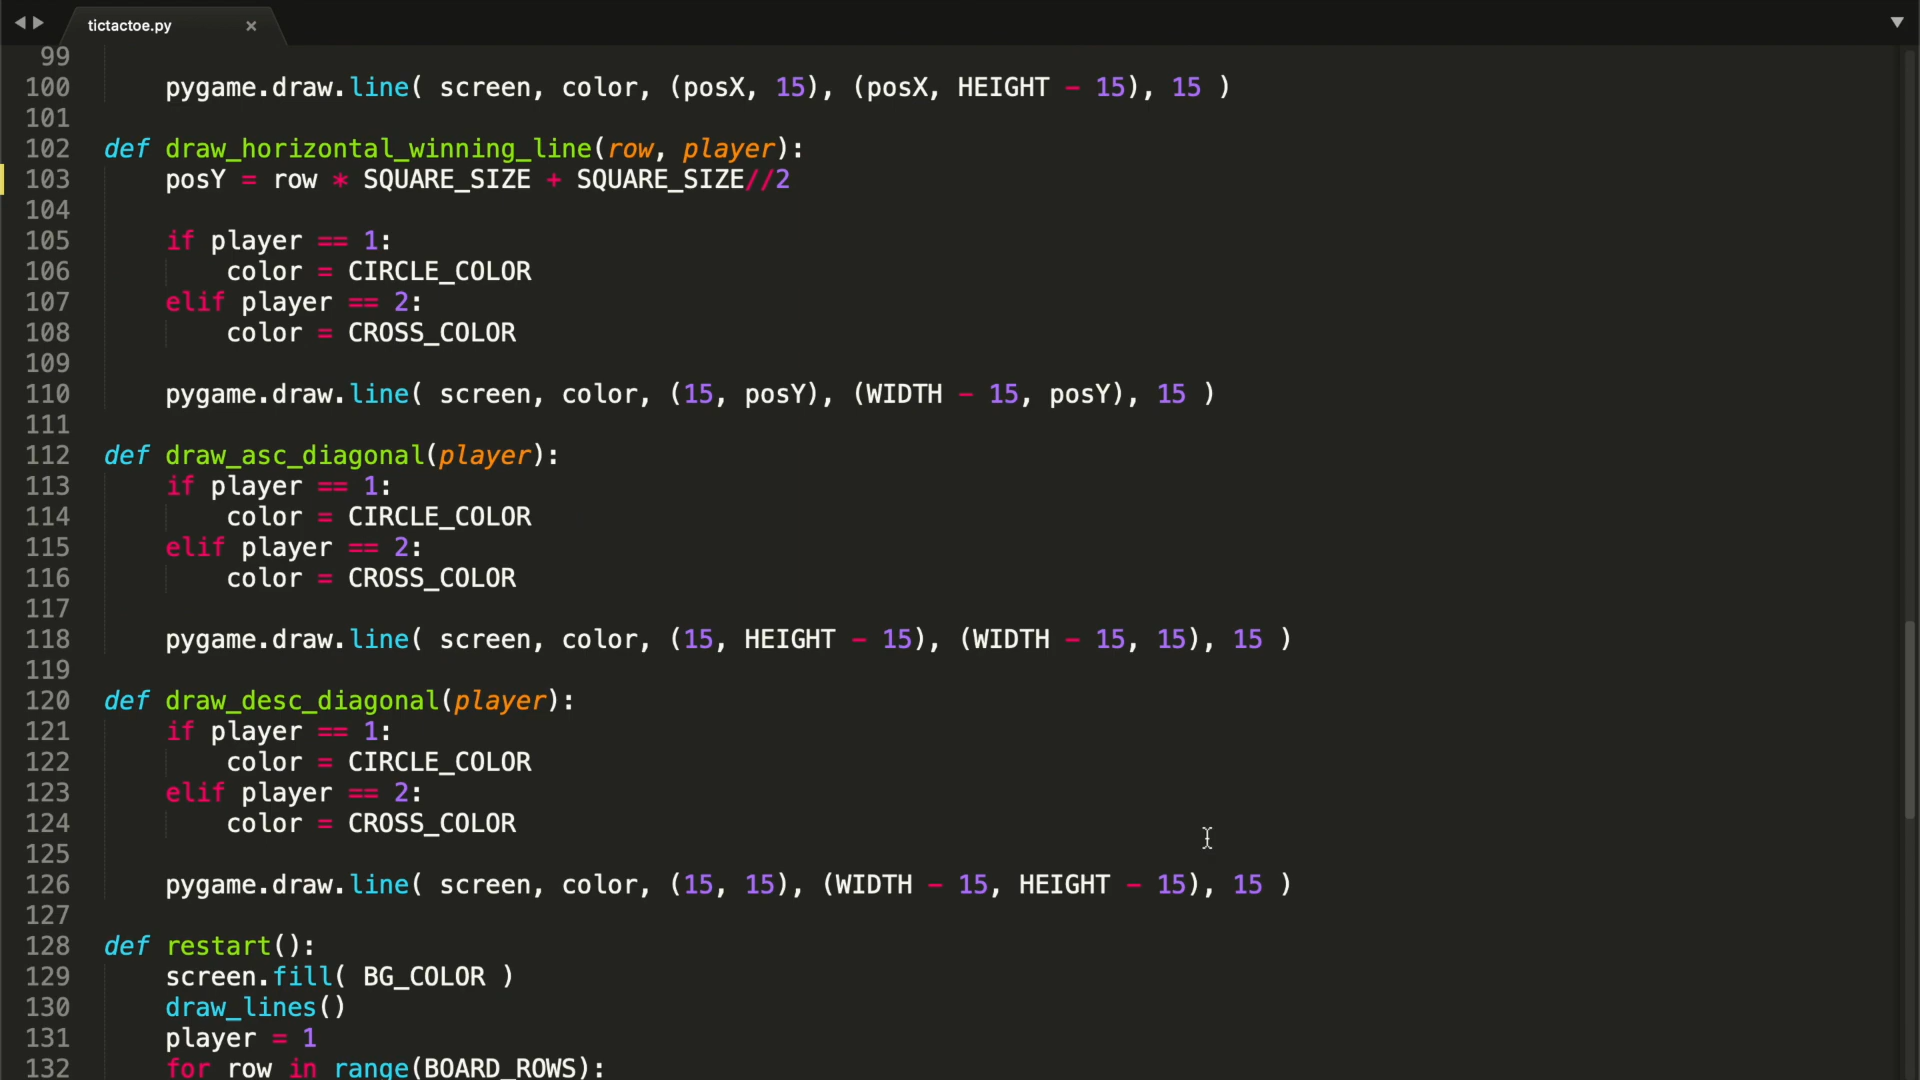 tictactoe.py
99
100 pygame.draw.line( screen, color, (posX, 15), (posX, HEIGHT - 15), 15 )
101
102 def draw_horizontal_winning_line(row, player):
103 posY = row * SQUARE_SIZE + SQUARE_SIZE//2
104
105 if player == 1:
106 color = CIRCLE_COLOR
107 elif player == 2:
108 color = CROSS_COLOR
109
110 pygame.draw.line( screen, color, (15, posY), (WIDTH - 15, posY), 15 )
111
112 def draw_asc_diagonal(player):
113 if player == 1:
114 color = CIRCLE_COLOR
115 elif player == 2:
116 color = CROSS_COLOR
117
118 pygame.draw.line( screen, color, (15, HEIGHT - 15), (WIDTH - 15, 15), 15 )
119
120 def draw_desc_diagonal(player):
121 if player == 1:
122 color = CIRCLE_COLOR
123 elif player == 2:
124 color = CROSS_COLOR
125
126 pygame.draw.line( screen, color, (15, 15), (WIDTH - 15, HEIGHT - 15), 15 )
127
128 def restart():
129 screen.fill( BG_COLOR )
130 draw_lines()
131 player = 1
132 for row in range(BOARD_ROWS):